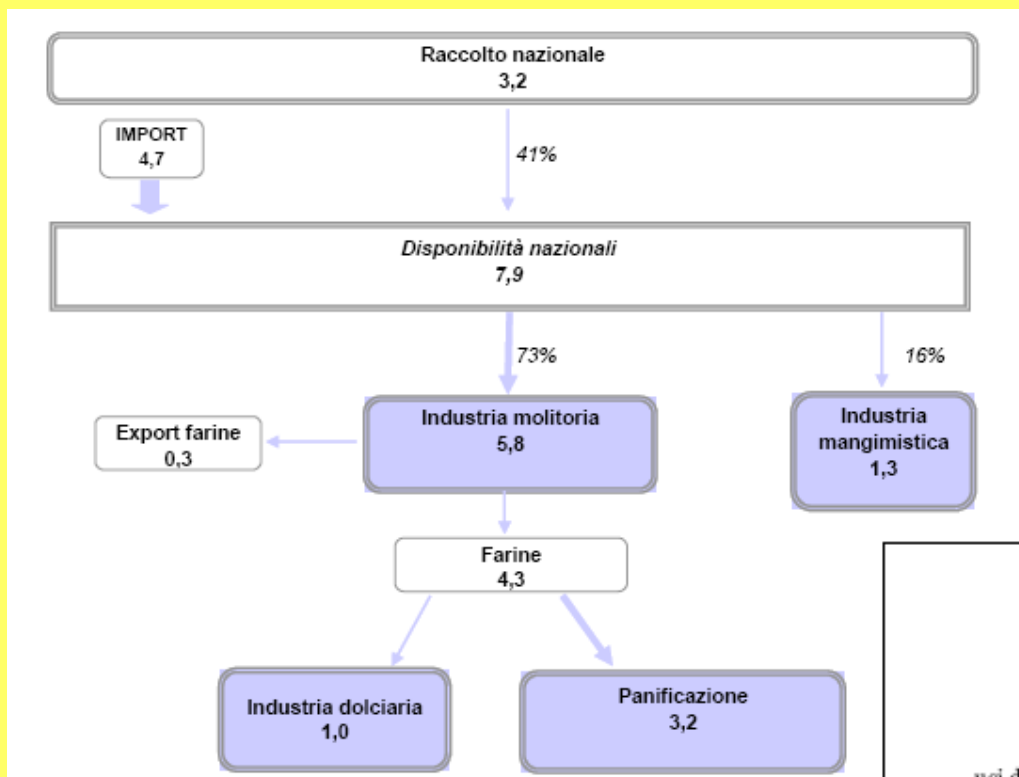 Raccolto nazionale
3,2
IMPORT
4,7
41%
Disponibilità nazionali
7,9
73%
16%
Industria molitoria
5,8
Industria
mangimistica
1,3
Export farine
0,3
Farine
4,3
Industria dolciaria
1,0
Panificazione
3,2